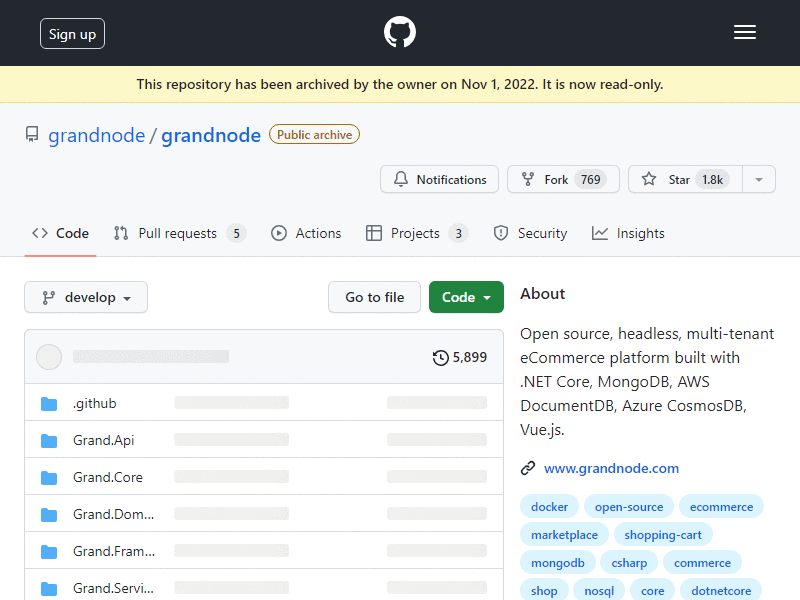 Sign up
This repository has been archived by the owner on Nov 1, 2022. It is now read-only.
grandnode / grandnode Public archive
Notifications Fork 769 Star 1.8k
Code Pull requests 5 Actions Projects 3 Security Insights
develop Go to file Code
5,899
.github
Grand.Api
Grand.Core
Grand.Dom...
Grand.Fram...
Grand.Servi...
About
Open source, headless, multi-tenant
eCommerce platform built with
.NET Core, MongoDB, AWS
DocumentDB, Azure CosmosDB,
Vue.js.
www.grandnode.com
docker open-source ecommerce
marketplace shopping-cart
mongodb csharp commerce
shop nosql core dotnetcore